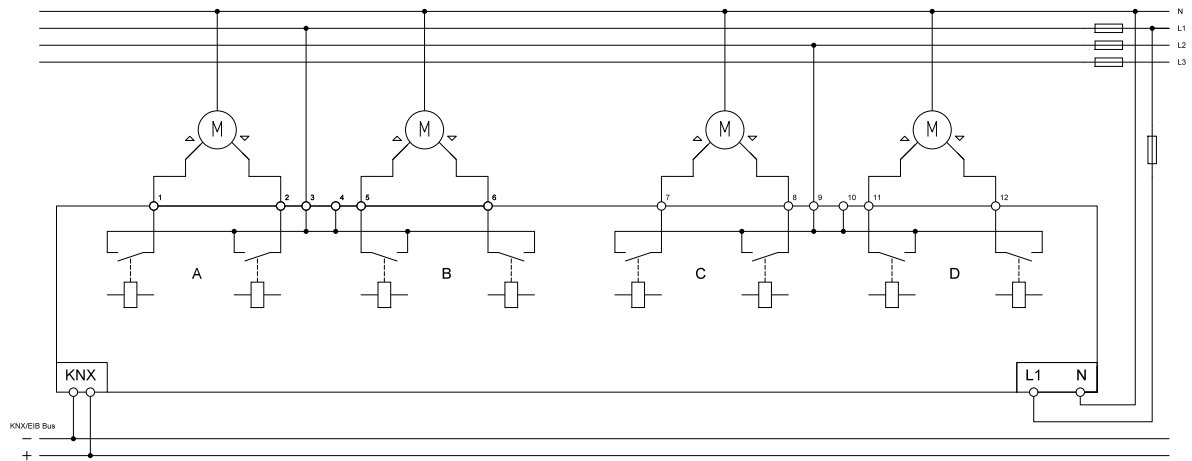 N
L1
L2
L3
M M M M
1 2 3 4 5 6 7 8 9 10 11 12
A B C D
KNX L1 N
KNX/EIB Bus
−
+